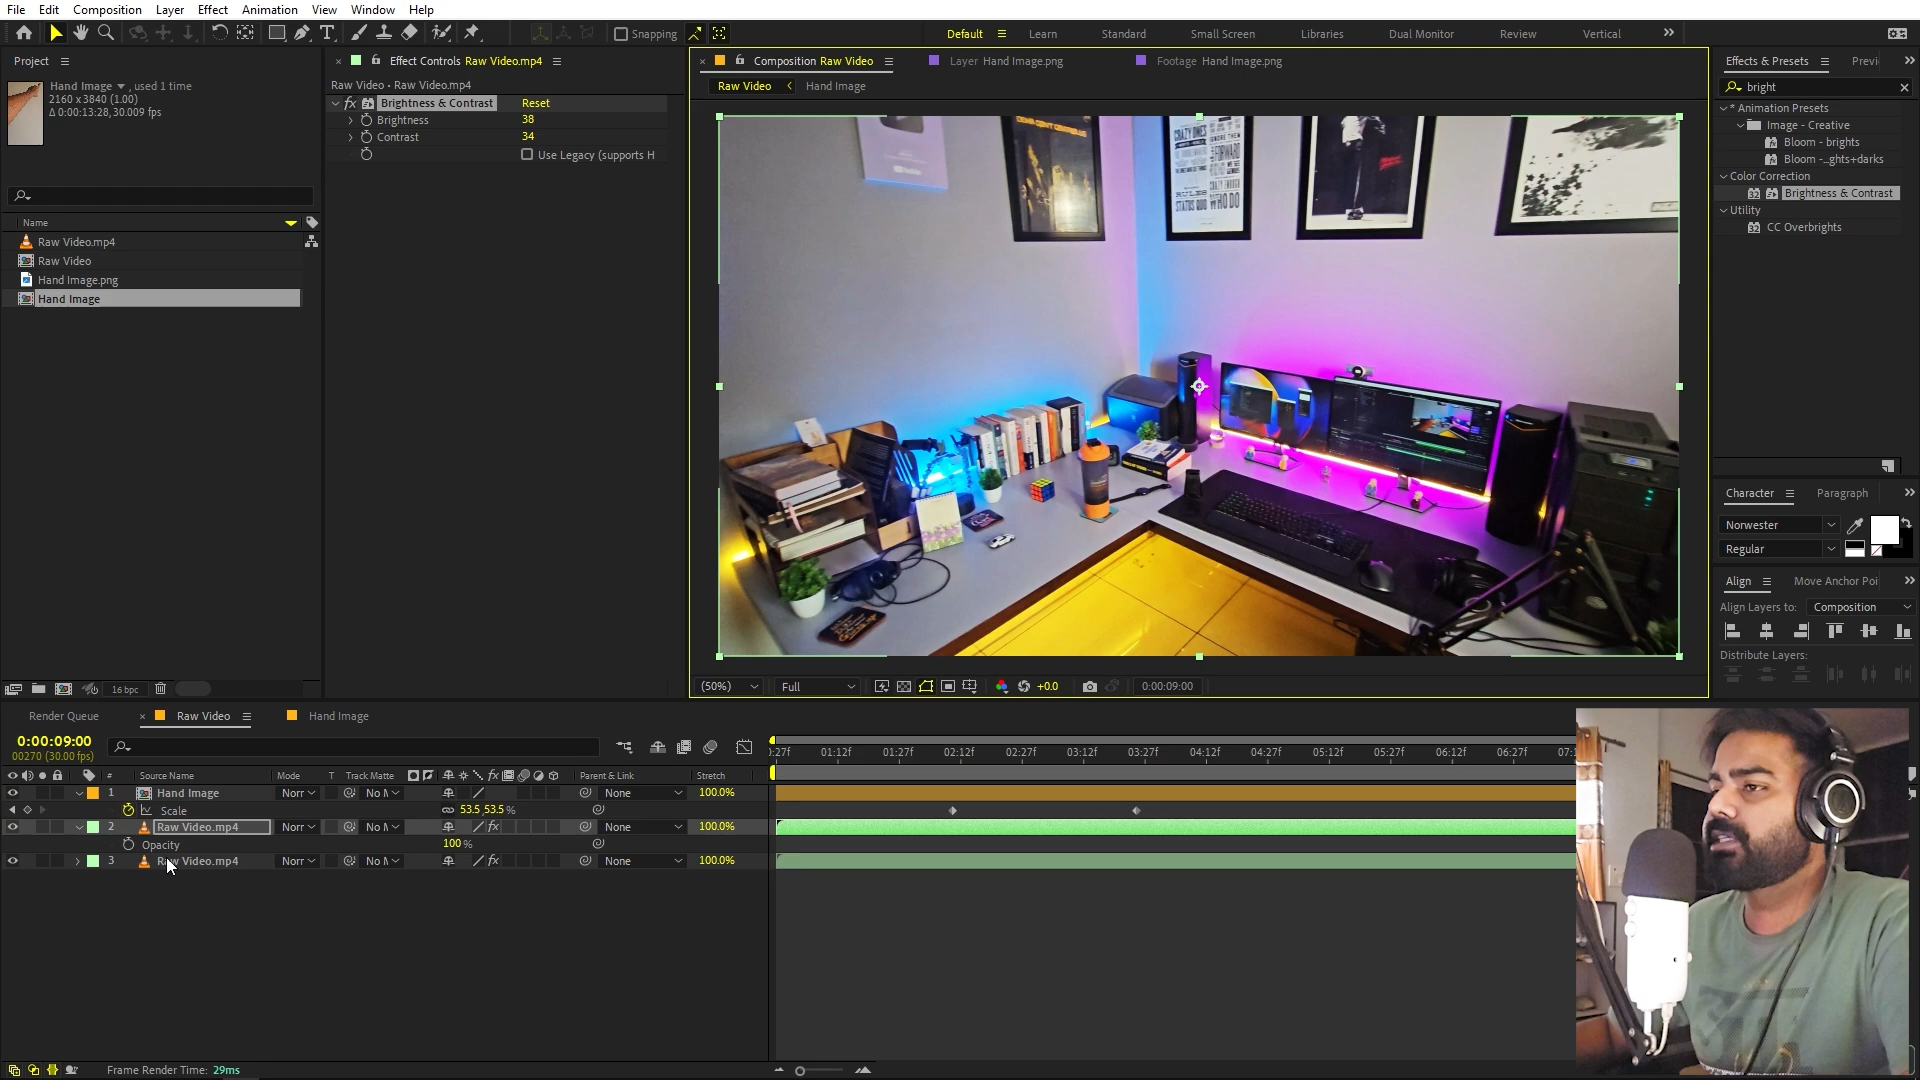 File Edit Composition Layer Effect Animation View Window Help
Snapping
Default Learn Standard Small Screen Libraries Dual Monitor Review Vertical
Project
Hand Image , used 1 time
2160 x 3840 (1.00)
Δ 0:00:13:28, 30.009 fps
Name
Raw Video.mp4
Raw Video
Hand Image.png
Hand Image
16 bpc
Effect Controls Raw Video.mp4
Raw Video • Raw Video.mp4
fx Brightness & Contrast Reset
Brightness 38
Contrast 34
Use Legacy (supports H
Composition Raw Video Layer Hand Image.png Footage Hand Image.png
Raw Video Hand Image
CRAZY ONES
STATUS QUO
WHO DO
(50%) Full +0.0 0:00:09:00
Effects & Presets Previ
bright
* Animation Presets
Image - Creative
Bloom - brights
Bloom -...ghts+darks
Color Correction
32 Brightness & Contrast
Utility
32 CC Overbrights
Character Paragraph
Norwester
Regular
Align Move Anchor Poi
Align Layers to: Composition
Distribute Layers:
Render Queue Raw Video Hand Image
0:00:09:00
00270 (30.00 fps)
):27f 01:12f 01:27f 02:12f 02:27f 03:12f 03:27f 04:12f 04:27f 05:12f 05:27f 06:12f 06:27f 07:1
# Source Name Mode T Track Matte fx Parent & Link Stretch
1 Hand Image Norr No M None 100.0%
Scale 53.5, 53.5 %
2 Raw Video.mp4 Norr No M fx None 100.0%
Opacity 100 %
3 Raw Video.mp4 Norr No M fx None 100.0%
Frame Render Time: 29ms